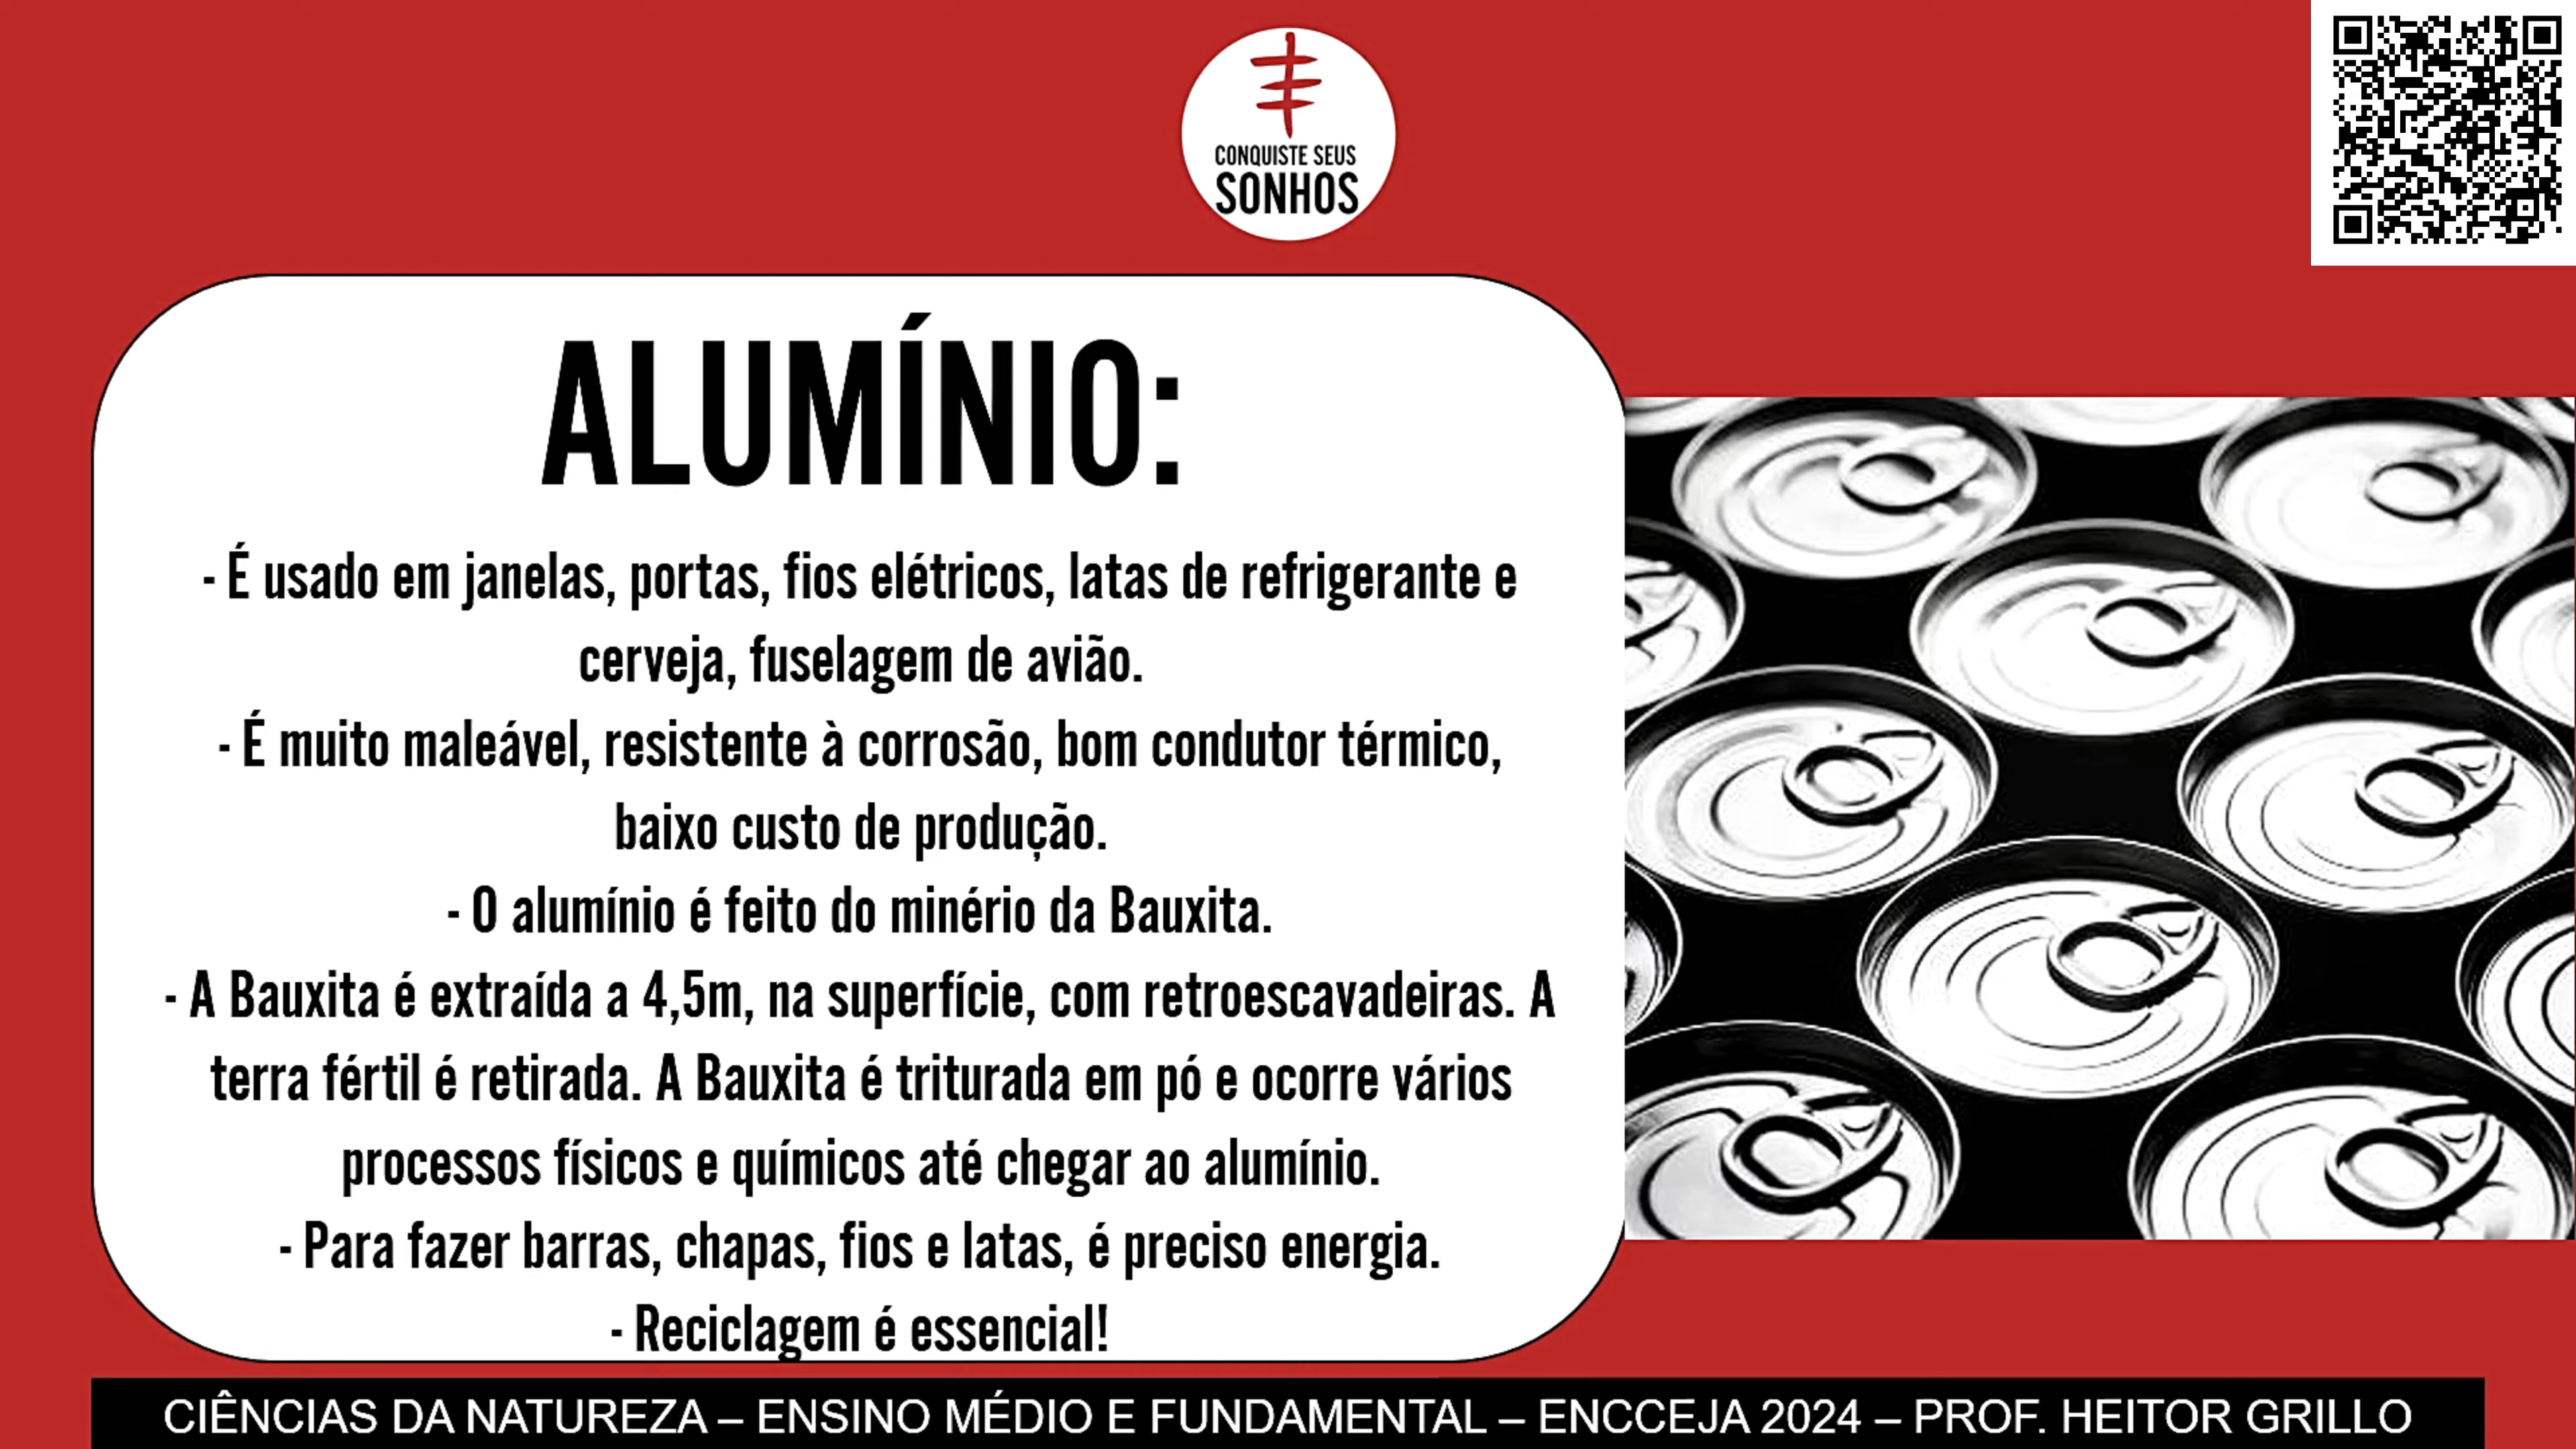 CONQUISTE SEUS
SONHOS
ALUMÍNIO:
- É usado em janelas, portas, fios elétricos, latas de refrigerante e
cerveja, fuselagem de avião.
- É muito maleável, resistente à corrosão, bom condutor térmico,
baixo custo de produção.
- O alumínio é feito do minério da Bauxita.
- A Bauxita é extraída a 4,5m, na superfície, com retroescavadeiras. A
terra fértil é retirada. A Bauxita é triturada em pó e ocorre vários
processos físicos e químicos até chegar ao alumínio.
- Para fazer barras, chapas, fios e latas, é preciso energia.
- Reciclagem é essencial!
CIÊNCIAS DA NATUREZA – ENSINO MÉDIO E FUNDAMENTAL – ENCCEJA 2024 – PROF. HEITOR GRILLO